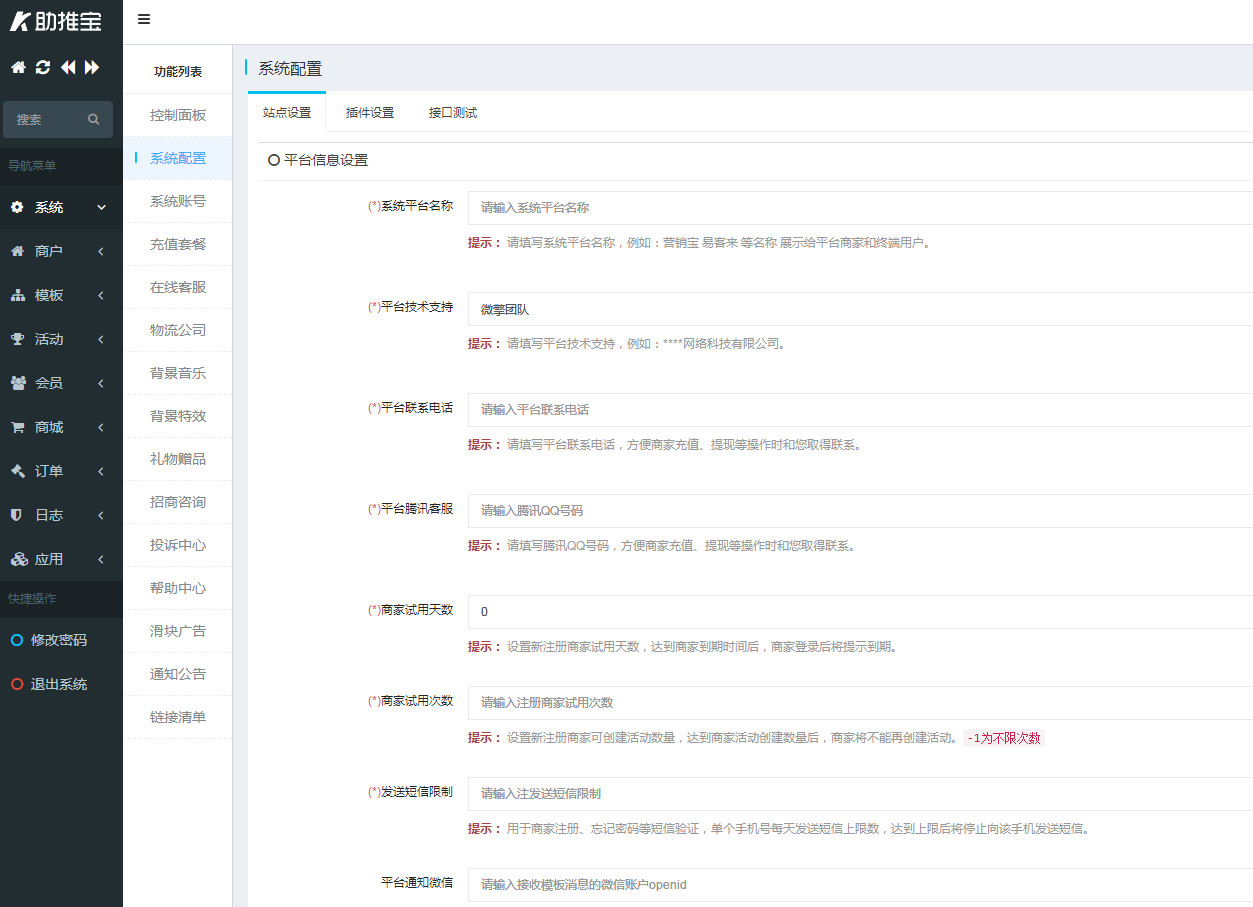 助推宝
搜索
导航菜单
系统
商户
模板
活动
会员
商城
订单
日志
应用
快捷操作
修改密码
退出系统
功能列表
控制面板
系统配置
系统账号
充值套餐
在线客服
物流公司
背景音乐
背景特效
礼物赠品
招商咨询
投诉中心
帮助中心
滑块广告
通知公告
链接清单
系统配置
站点设置 插件设置 接口测试
平台信息设置
(*)系统平台名称 请输入系统平台名称
提示： 请填写系统平台名称，例如：营销宝 易客来 等名称 展示给平台商家和终端用户。
(*)平台技术支持 微擎团队
提示： 请填写平台技术支持，例如：****网络科技有限公司。
(*)平台联系电话 请输入平台联系电话
提示： 请填写平台联系电话，方便商家充值、提现等操作时和您取得联系。
(*)平台腾讯客服 请输入腾讯QQ号码
提示： 请填写腾讯QQ号码，方便商家充值、提现等操作时和您取得联系。
(*)商家试用天数 0
提示： 设置新注册商家试用天数，达到商家到期时间后，商家登录后将提示到期。
(*)商家试用次数 请输入注册商家试用次数
提示： 设置新注册商家可创建活动数量，达到商家活动创建数量后，商家将不能再创建活动。 -1为不限次数
(*)发送短信限制 请输入注发送短信限制
提示： 用于商家注册、忘记密码等短信验证，单个手机号每天发送短信上限数，达到上限后将停止向该手机发送短信。
平台通知微信 请输入接收模板消息的微信账户openid